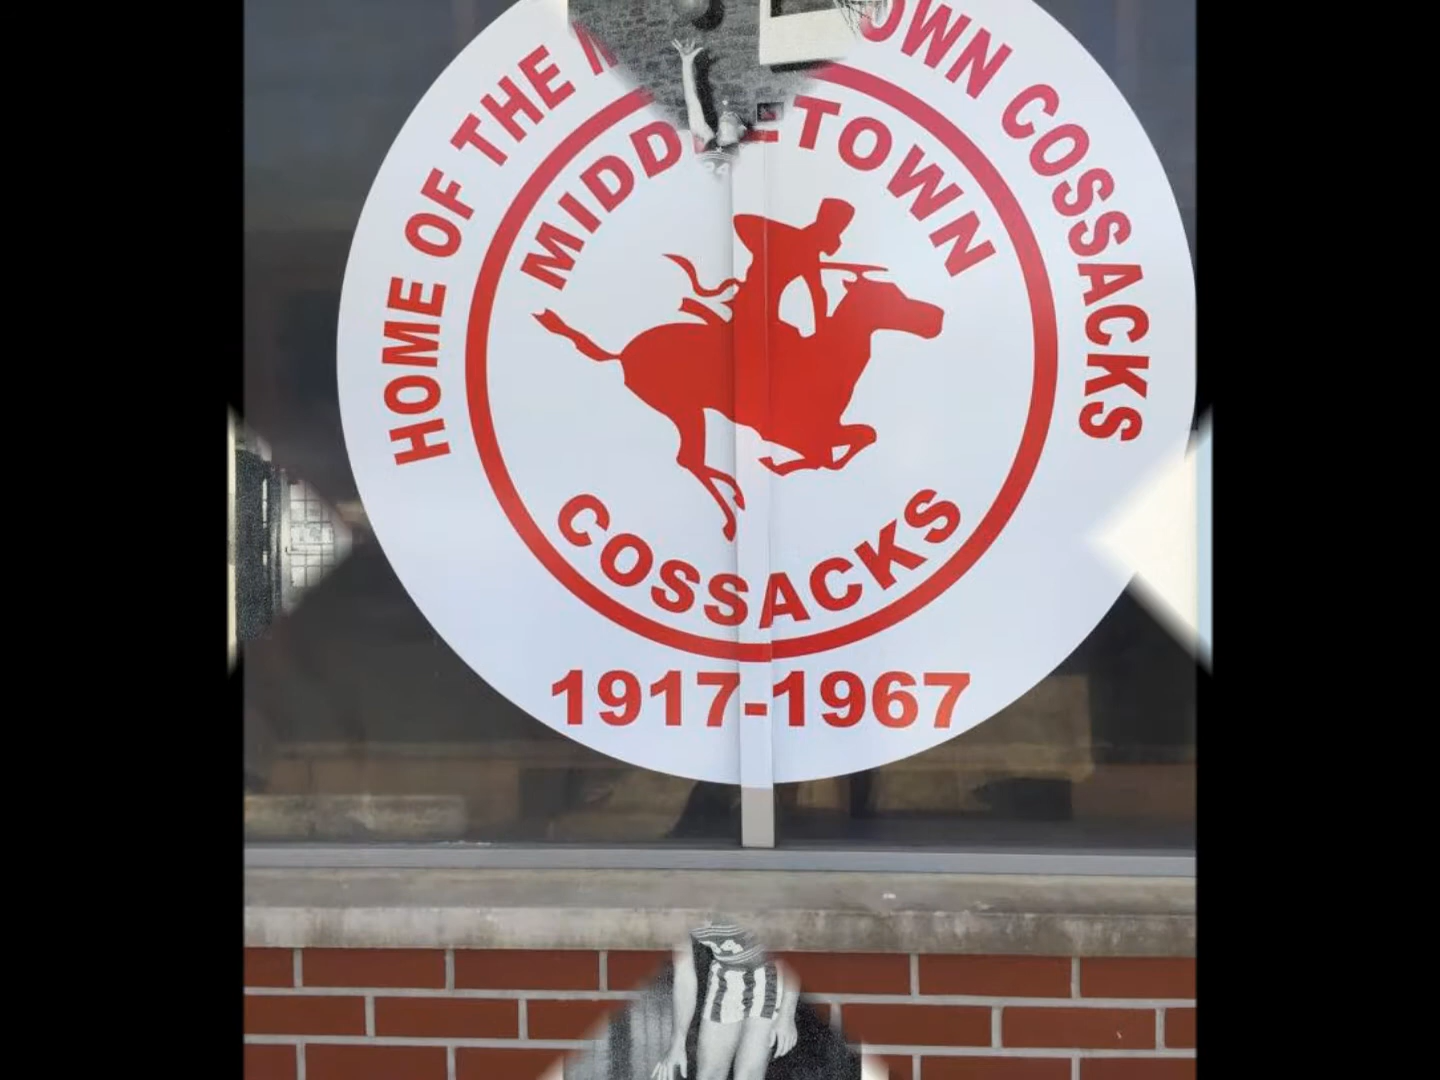 HOME OF THE
OWN COSSACKS
MIDD ETOWN
COSSACKS
1917-1967